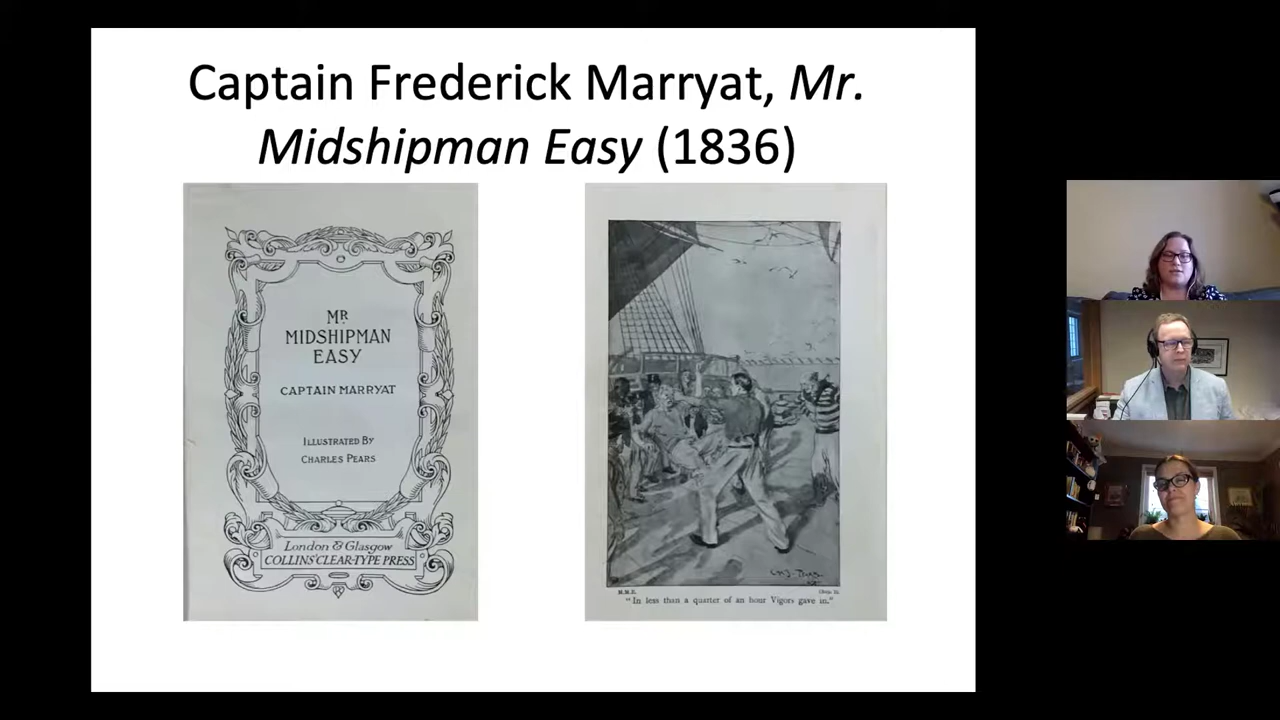 Captain Frederick Marryat, Mr.
Midshipman Easy (1836)
MR
MIDSHIPMAN
EASY
CAPTAIN MARRYAT
ILLUSTRATED BY
CHARLES PEARS
London & Glasgow
COLLINS' CLEAR-TYPE PRESS
M.M.E.
"In less than a quarter of an hour Vigors gave in."